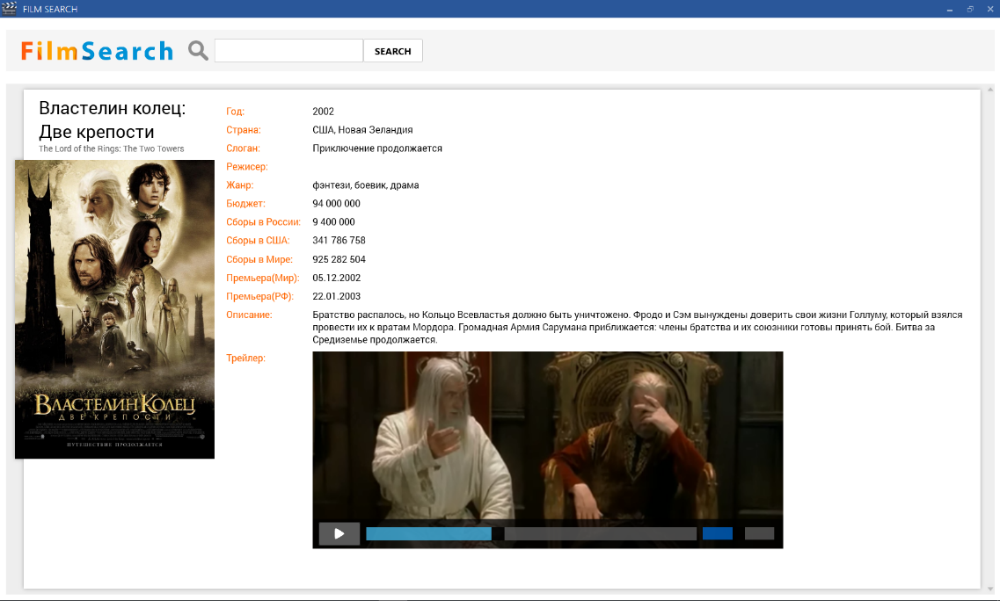 FILM SEARCH
FilmSearch
SEARCH
Властелин колец:
Две крепости
The Lord of the Rings: The Two Towers
Год: 2002
Страна: США, Новая Зеландия
Слоган: Приключение продолжается
Режисер:
Жанр: фэнтези, боевик, драма
Бюджет: 94 000 000
Сборы в России: 9 400 000
Сборы в США: 341 786 758
Сборы в Мире: 925 282 504
Премьера(Мир): 05.12.2002
Премьера(РФ): 22.01.2003
Описание: Братство распалось, но Кольцо Всевластья должно быть уничтожено. Фродо и Сэм вынуждены доверить свои жизни Голлуму, который взялся
провести их к вратам Мордора. Громадная Армия Сарумана приближается: члены братства и их союзники готовы принять бой. Битва за
Средиземье продолжается.
Трейлер:
ВЛАСТЕЛИН КОЛЕЦ
ДВЕ КРЕПОСТИ
ПУТЕШЕСТВИЕ ПРОДОЛЖАЕТСЯ